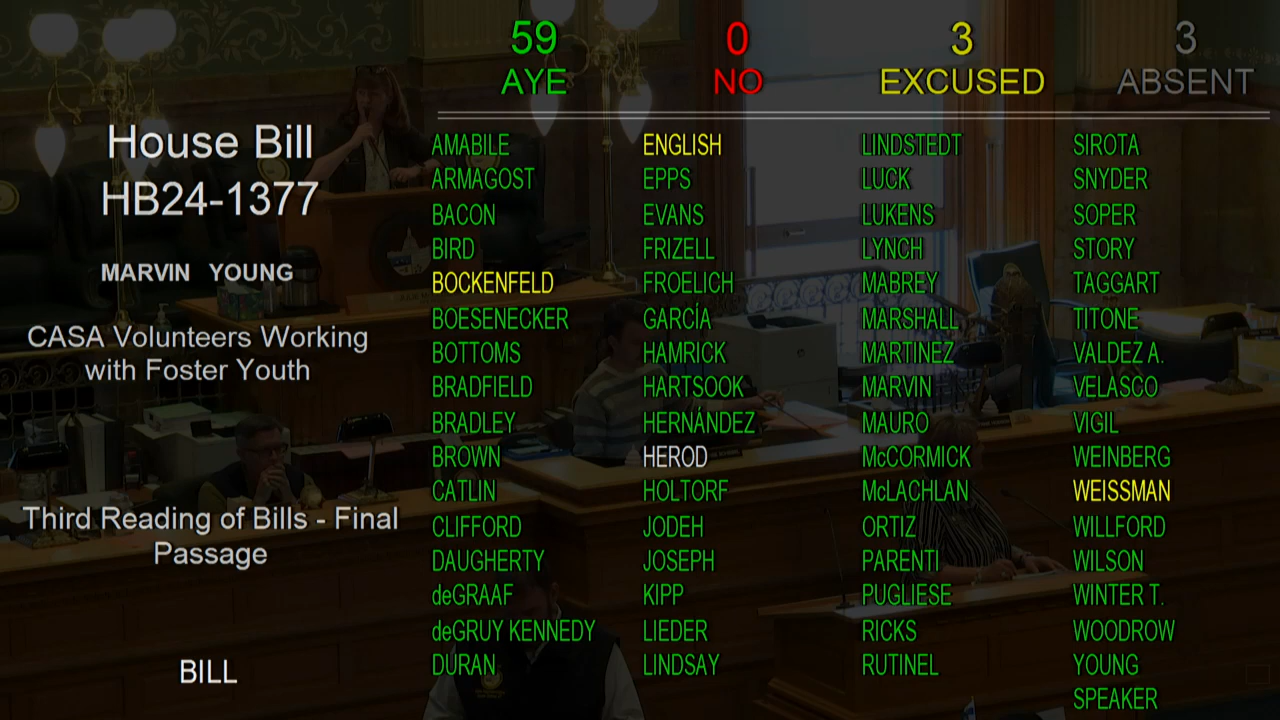 59
AYE
0
NO
3
EXCUSED
3
ABSENT
House Bill
HB24-1377
MARVIN YOUNG
CASA Volunteers Working
with Foster Youth
Third Reading of Bills - Final
Passage
BILL
AMABILE
ARMAGOST
BACON
BIRD
BOCKENFELD
BOESENECKER
BOTTOMS
BRADFIELD
BRADLEY
BROWN
CATLIN
CLIFFORD
DAUGHERTY
deGRAAF
deGRUY KENNEDY
DURAN
ENGLISH
EPPS
EVANS
FRIZELL
FROELICH
GARCÍA
HAMRICK
HARTSOOK
HERNÁNDEZ
HEROD
HOLTORF
JODEH
JOSEPH
KIPP
LIEDER
LINDSAY
LINDSTEDT
LUCK
LUKENS
LYNCH
MABREY
MARSHALL
MARTINEZ
MARVIN
MAURO
McCORMICK
McLACHLAN
ORTIZ
PARENTI
PUGLIESE
RICKS
RUTINEL
SIROTA
SNYDER
SOPER
STORY
TAGGART
TITONE
VALDEZ A.
VELASCO
VIGIL
WEINBERG
WEISSMAN
WILLFORD
WILSON
WINTER T.
WOODROW
YOUNG
SPEAKER